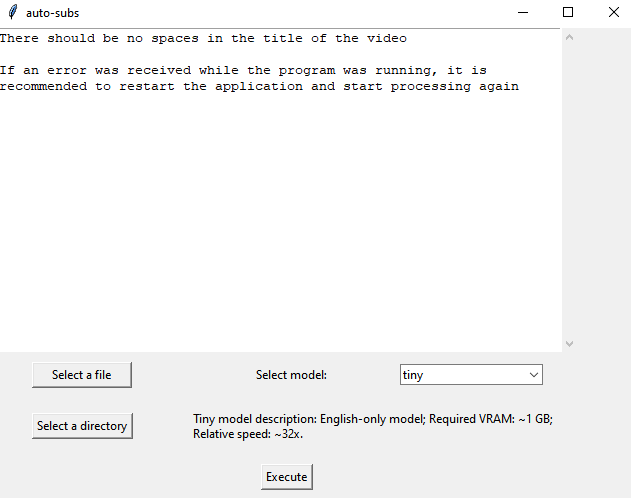 auto-subs
There should be no spaces in the title of the video
If an error was received while the program was running, it is
recommended to restart the application and start processing again
Select a file
Select model:
tiny
Select a directory
Tiny model description: English-only model; Required VRAM: ~1 GB;
Relative speed: ~32x.
Execute